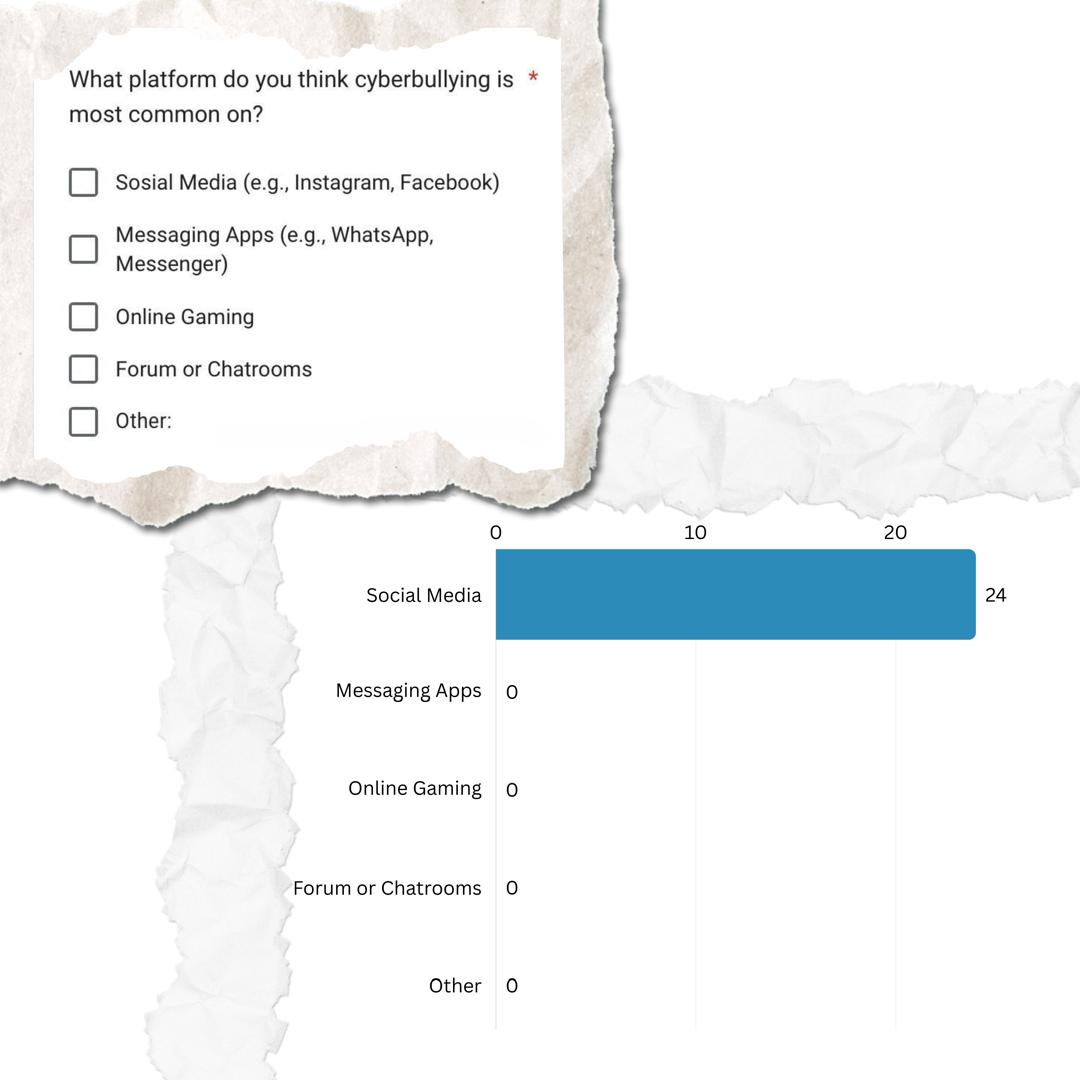 What platform do you think cyberbullying is *
most common on?
Sosial Media (e.g., Instagram, Facebook)
Messaging Apps (e.g., WhatsApp,
Messenger)
Online Gaming
Forum or Chatrooms
Other:
0 10 20
Social Media 24
Messaging Apps 0
Online Gaming 0
Forum or Chatrooms 0
Other 0